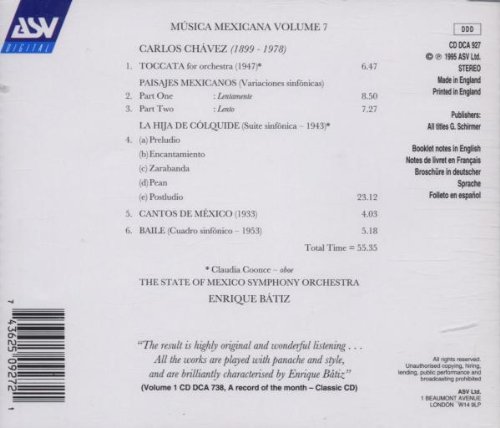 ASV
DIGITAL
MÚSICA MEXICANA VOLUME 7
CARLOS CHÁVEZ (1899 - 1978)
1. TOCCATA for orchestra (1947)* 6.47
PAISAJES MEXICANOS (Variaciones sinfónicas)
2. Part One : Lentamente 8.50
3. Part Two : Lento 7.27
LA HIJA DE CÓLQUIDE (Suite sinfônica – 1943)*
4. (a) Preludio
(b) Encantamiento
(c) Zarabanda
(d) Pean
(e) Postludio 23.12
5. CANTOS DE MÉXICO (1933) 4.03
6. BAILE (Cuadro sinfônico – 1953) 5.18
Total Time = 55.35
* Claudia Coonce – oboe
THE STATE OF MEXICO SYMPHONY ORCHESTRA
ENRIQUE BÁTIZ
"The result is highly original and wonderful listening . . .
All the works are played with panache and style,
and are brilliantly characterised by Enrique Bátiz"
(Volume 1 CD DCA 738, A record of the month – Classic CD)
DDD
CD DCA 927
© ℗ 1995 ASV Ltd.
STEREO
Made in England
Printed in England
Publishers:
All titles G. Schirmer
Booklet notes in English
Notes de livret en Français
Broschüre in deutscher
Sprache
Folleto en español
All rights reserved.
Unauthorised copying, hiring,
lending, public performance and
broadcasting prohibited
ASV Ltd.
1 BEAUMONT AVENUE
LONDON W14 9LP
7 43625 09272 1